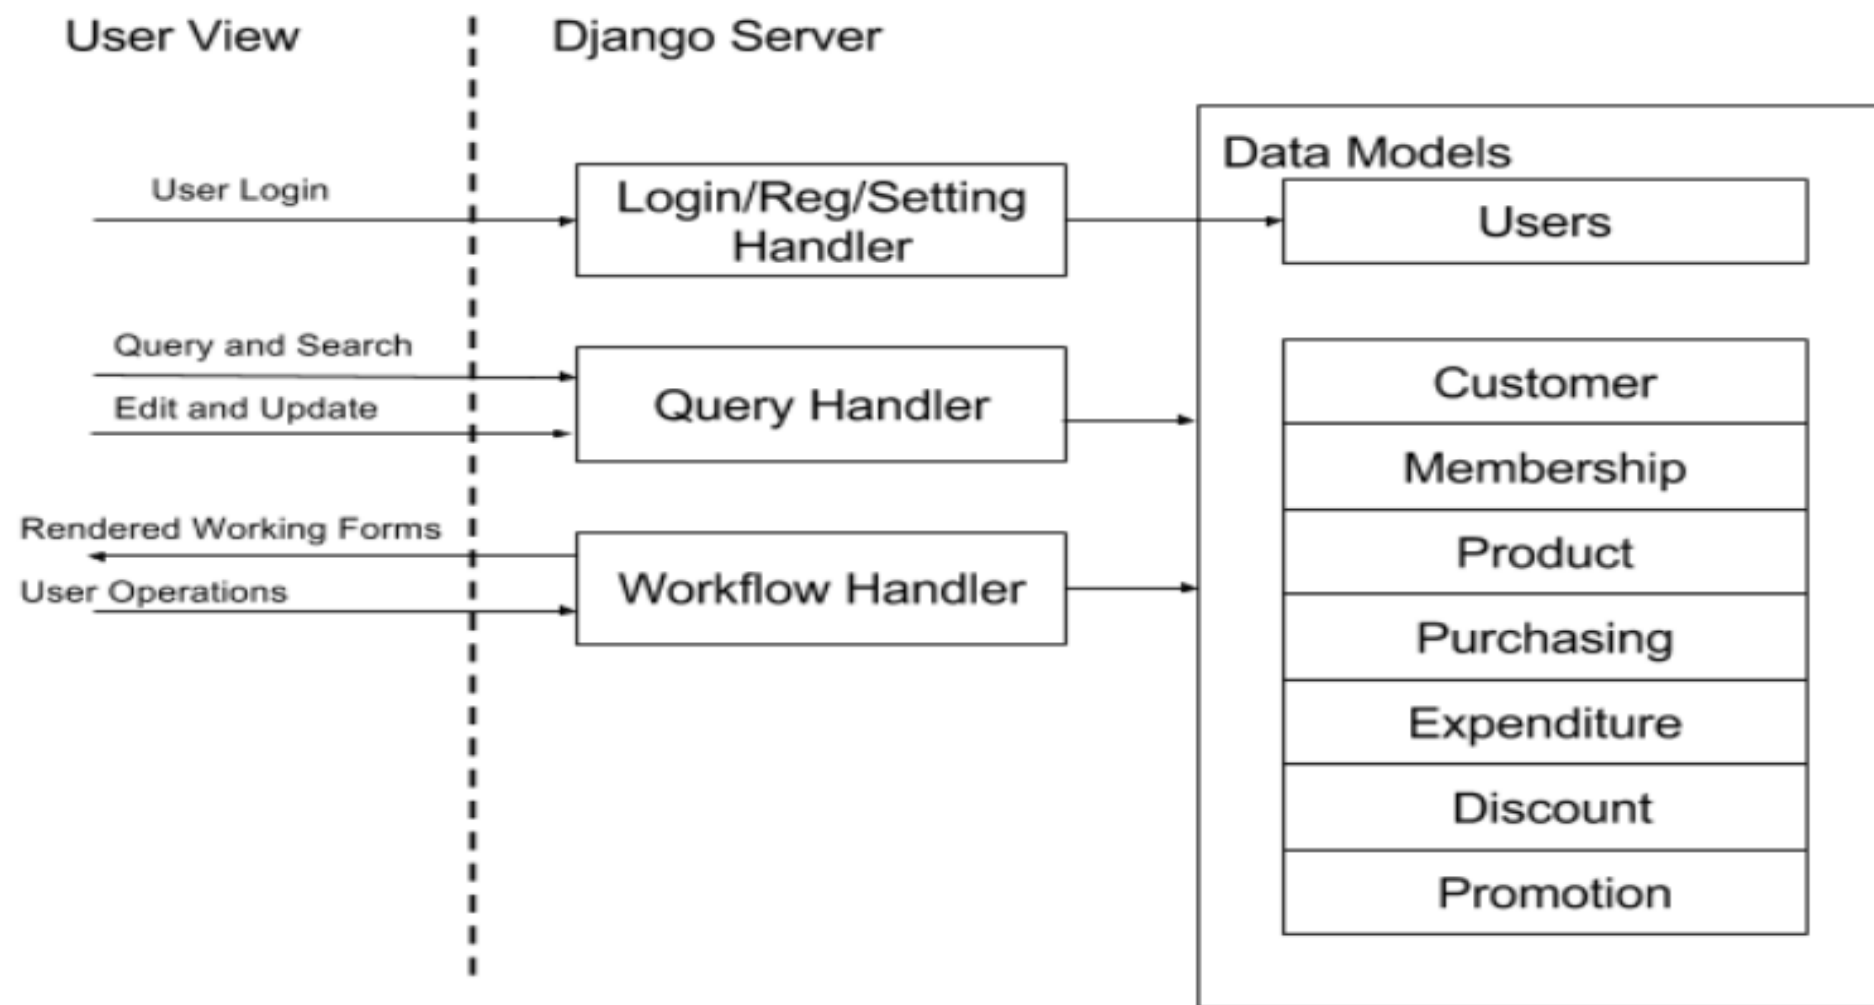 User View
Django Server
Data Models
User Login
Login/Reg/Setting
Handler
Users
Query and Search
Edit and Update
Query Handler
Rendered Working Forms
User Operations
Workflow Handler
Customer
Membership
Product
Purchasing
Expenditure
Discount
Promotion